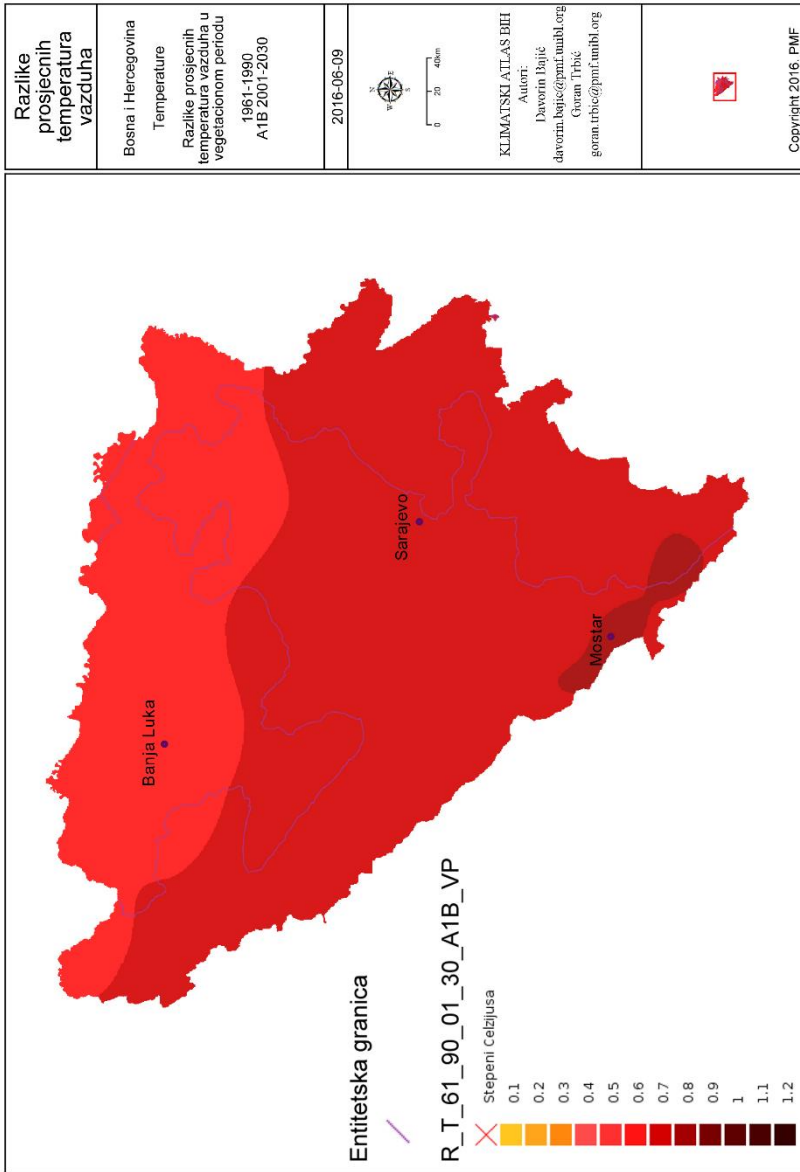 Razlike
prosjecnih
temperatura
vazduha
Bosna i Hercegovina
Temperature
Razlike prosjecnih
temperatura vazduha u
vegetacionom periodu
1961-1990
A1B 2001-2030
2016-06-09
N
W E
S
0 20 40km
KLIMATSKI ATLAS BIH
Autori:
Davorin Bajić
davorin.bajic@pmf.unibl.org
Goran Trbić
goran.trbic@pmf.unibl.org
Copyright 2016. PMF
Banja Luka
Sarajevo
Mostar
Entitetska granica
R_T_61_90_01_30_A1B_VP
Stepeni Celzijusa
0.1
0.2
0.3
0.4
0.5
0.6
0.7
0.8
0.9
1
1.1
1.2